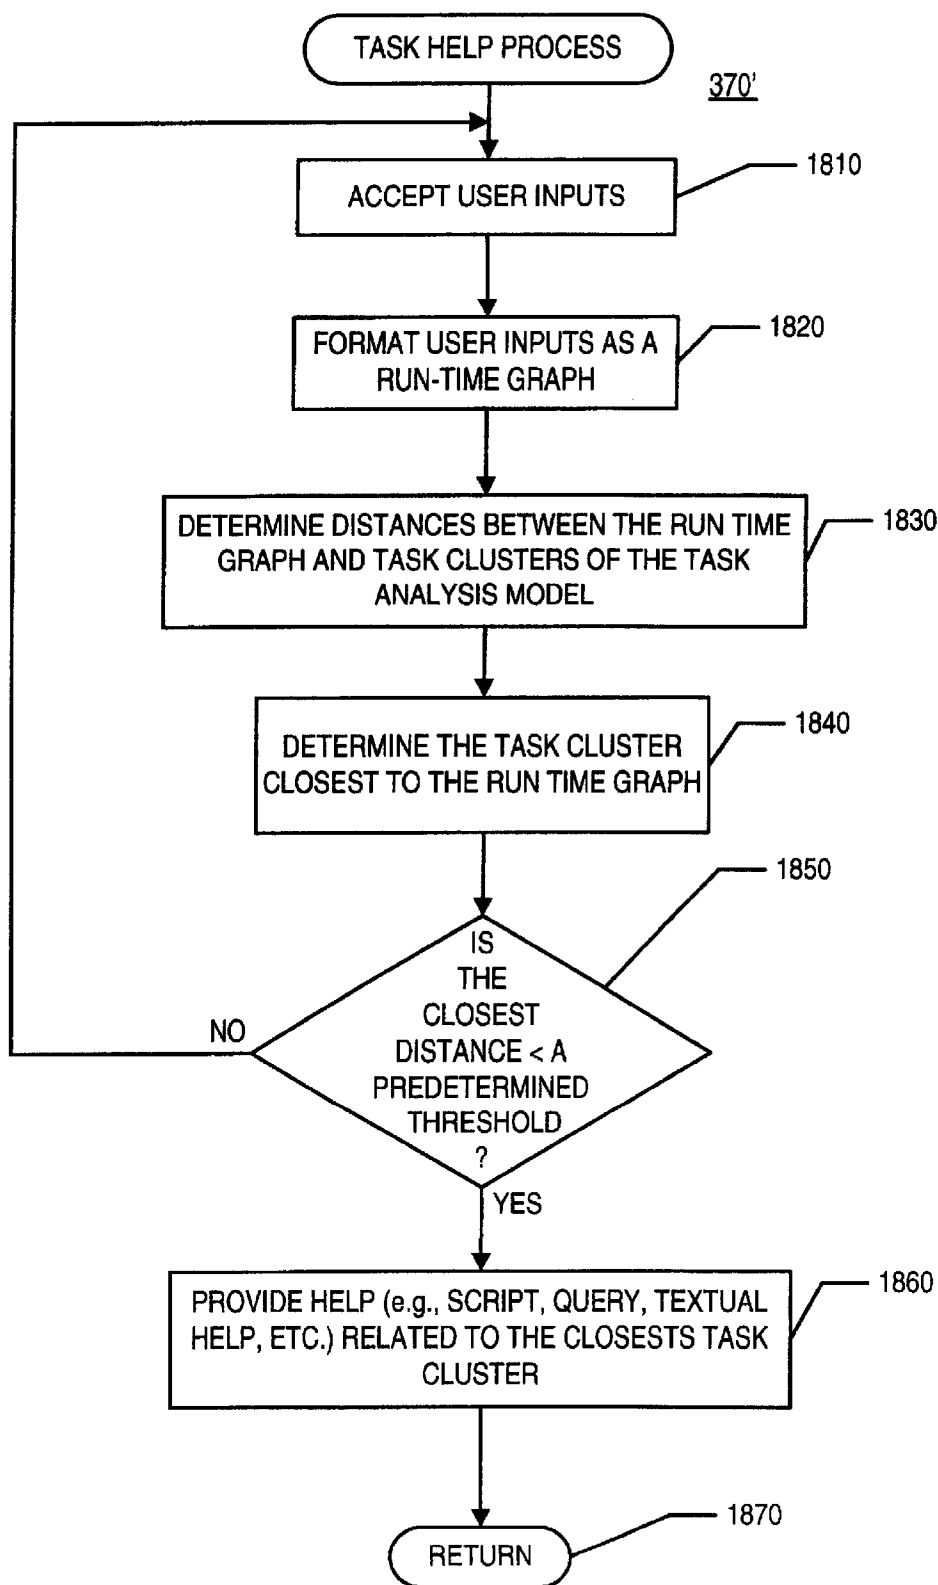 TASK HELP PROCESS
370'
ACCEPT USER INPUTS
1810
FORMAT USER INPUTS AS A
RUN-TIME GRAPH
1820
DETERMINE DISTANCES BETWEEN THE RUN TIME
GRAPH AND TASK CLUSTERS OF THE TASK
ANALYSIS MODEL
1830
DETERMINE THE TASK CLUSTER
CLOSEST TO THE RUN TIME GRAPH
1840
1850
IS
THE
CLOSEST
DISTANCE < A
PREDETERMINED
THRESHOLD
?
NO
YES
PROVIDE HELP (e.g., SCRIPT, QUERY, TEXTUAL
HELP, ETC.) RELATED TO THE CLOSESTS TASK
CLUSTER
1860
RETURN
1870